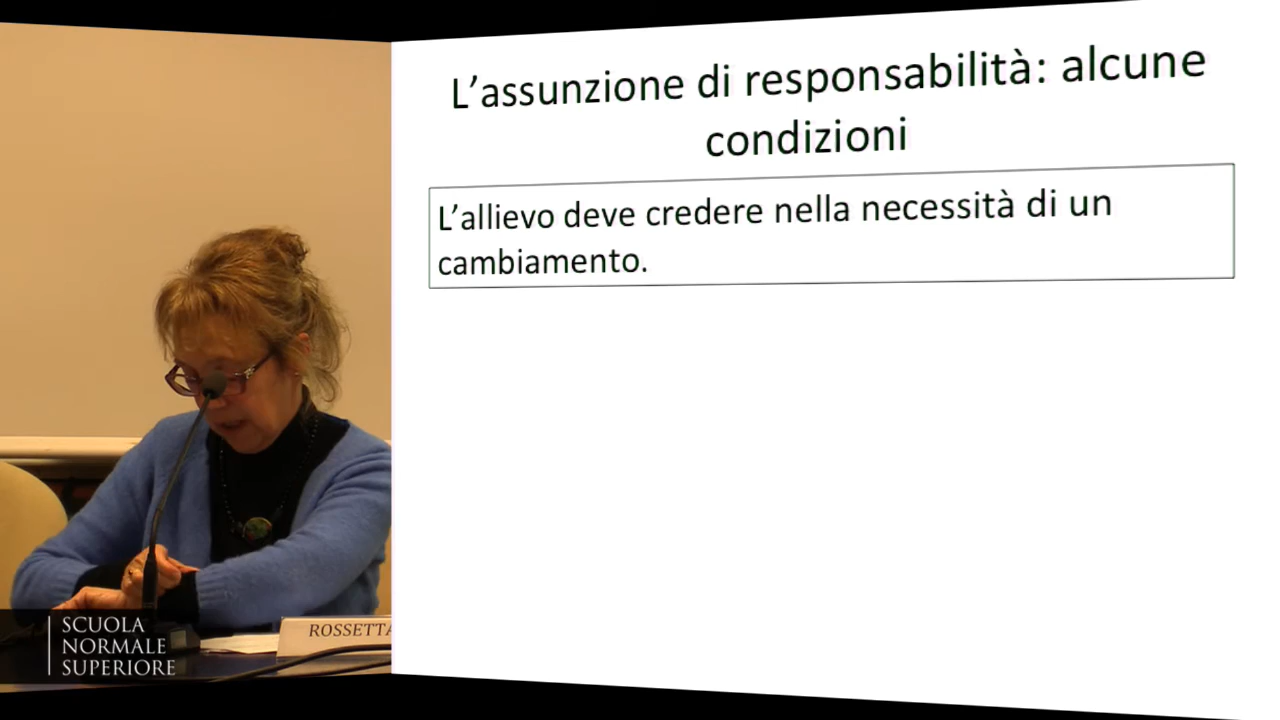 L’assunzione di responsabilità: alcune
condizioni
L’allievo deve credere nella necessità di un
cambiamento.
SCUOLA
NORMALE
SUPERIORE
ROSSETTA